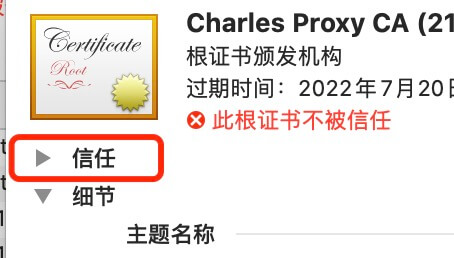 Certificate
Root
Charles Proxy CA (21
根证书颁发机构
过期时间：2022年7月20日
此根证书不被信任
信任
细节
主题名称